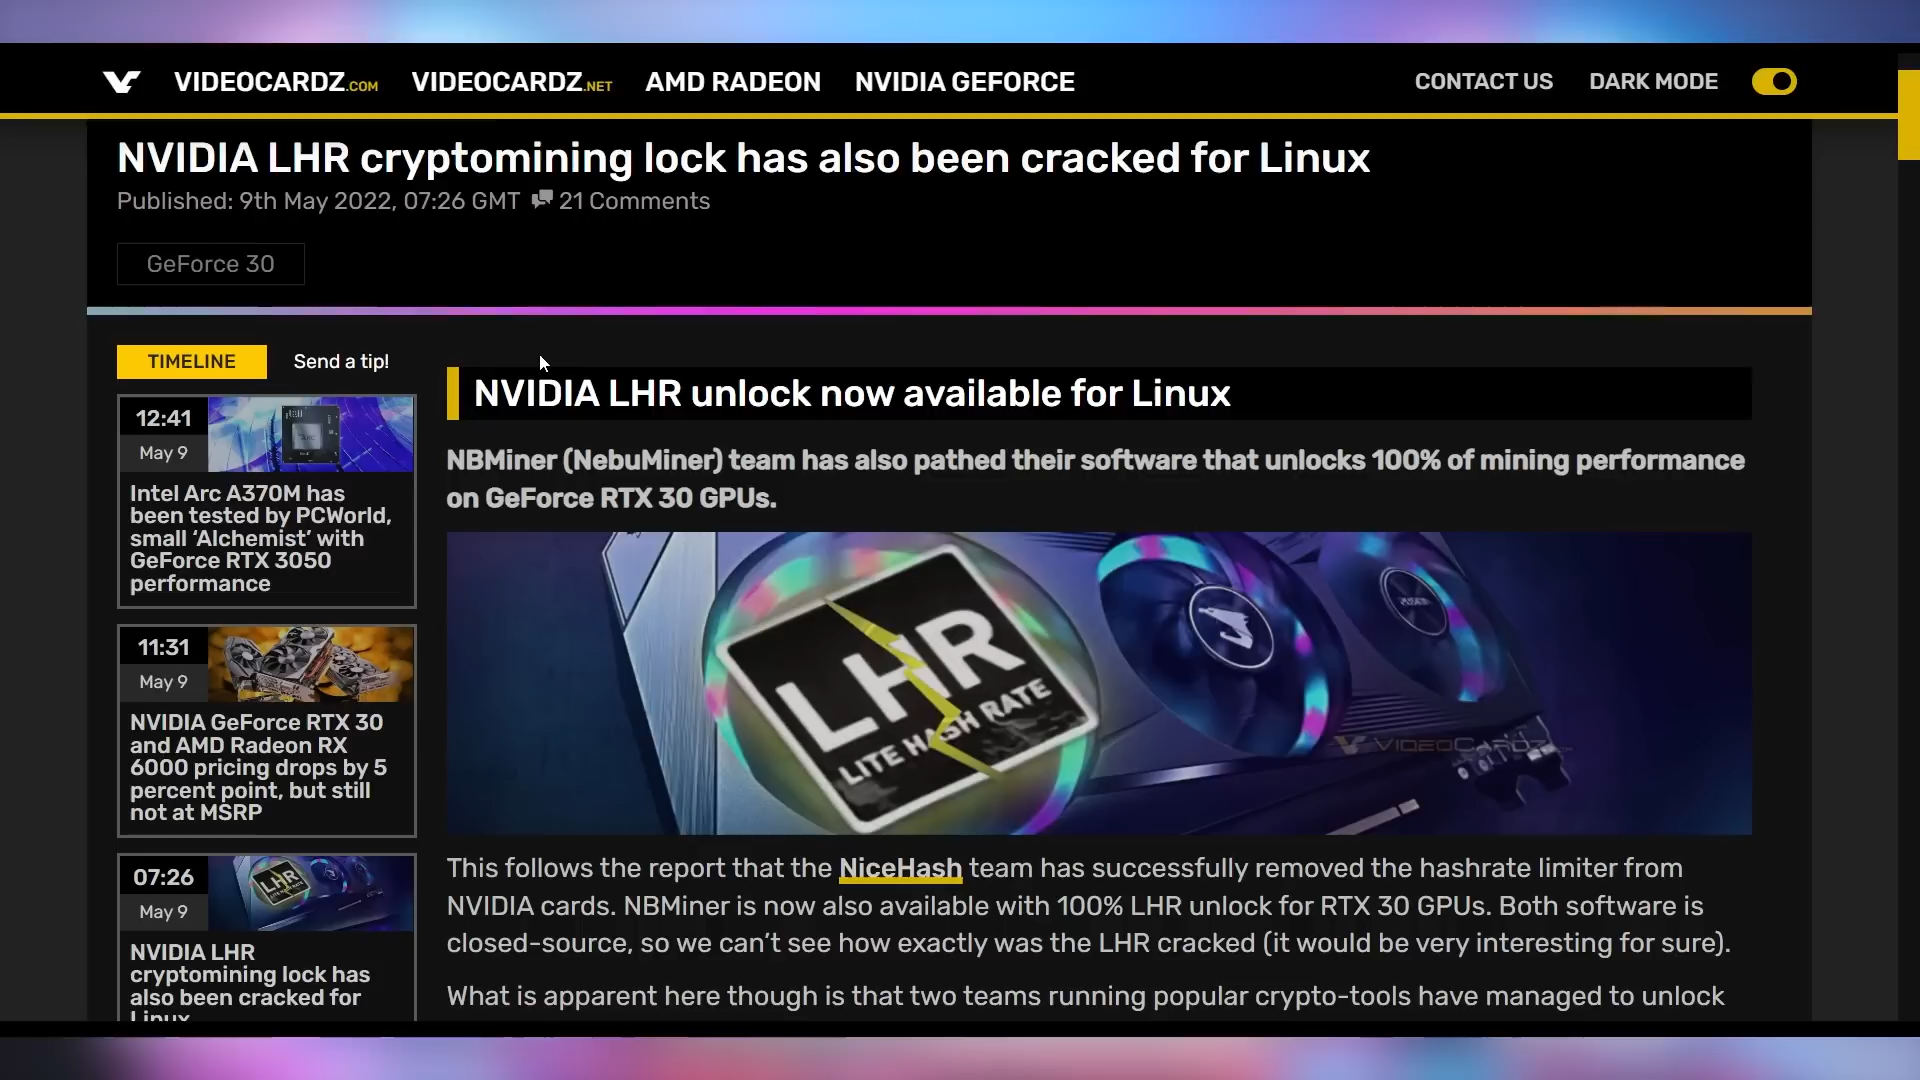 VIDEOCARDZ.COM VIDEOCARDZ.NET AMD RADEON NVIDIA GEFORCE CONTACT US DARK MODE
NVIDIA LHR cryptomining lock has also been cracked for Linux
Published: 9th May 2022, 07:26 GMT 21 Comments
GeForce 30
TIMELINE Send a tip!
12:41
May 9
Intel Arc A370M has
been tested by PCWorld,
small ‘Alchemist’ with
GeForce RTX 3050
performance
11:31
May 9
NVIDIA GeForce RTX 30
and AMD Radeon RX
6000 pricing drops by 5
percent point, but still
not at MSRP
07:26
May 9
LHR
NVIDIA LHR
cryptomining lock has
also been cracked for
Linux
NVIDIA LHR unlock now available for Linux
NBMiner (NebuMiner) team has also pathed their software that unlocks 100% of mining performance
on GeForce RTX 30 GPUs.
LHR
LITE HASH RATE
VIDEOCARDZ
This follows the report that the NiceHash team has successfully removed the hashrate limiter from
NVIDIA cards. NBMiner is now also available with 100% LHR unlock for RTX 30 GPUs. Both software is
closed-source, so we can’t see how exactly was the LHR cracked (it would be very interesting for sure).
What is apparent here though is that two teams running popular crypto-tools have managed to unlock